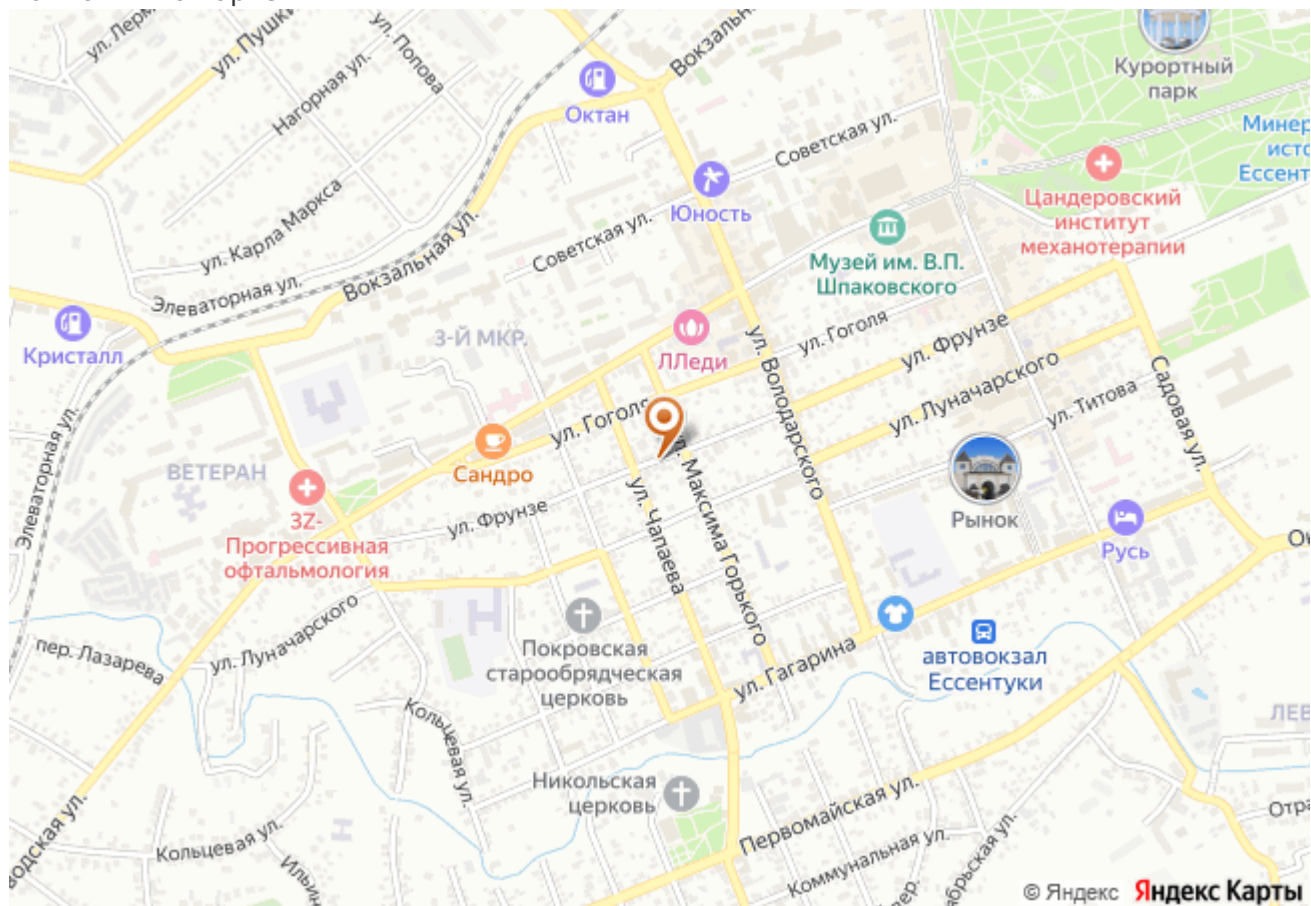 ул. Пушк
ул. Попова
Нагорная ул.
Вокзальная
Октан
Курортный
парк
Советская ул.
Минер
исто
Ессент
Юность
Цандеровский
институт
механотерапии
ул. Карла Маркса
Музей им. В.П.
Шпаковского
Советская ул.
Вокзальная ул.
Элеваторная ул.
Кристалл
3-Й МКР.
ЛЛеди
ул. Гоголя
ул. Фрунзе
ул. Володарского
Садовая ул.
ул. Луначарского
ул. Титова
ул. Гоголя
Элеваторная ул.
Сандро
ВЕТЕРАН
3Z-
Прогрессивная
офтальмология
ул. Фрунзе
ул. Чапаева
ул. Максима Горького
Рынок
Русь
ул. Луначарского
пер. Лазарева
Покровская
старообрядческая
церковь
ул. Гагарина
автовокзал
Ессентуки
ЛЕВ
Кольцевая ул.
Никольская
церковь
Первомайская ул.
Отра
Кольцевая ул.
Коммунальная ул.
© Яндекс Яндекс Карты